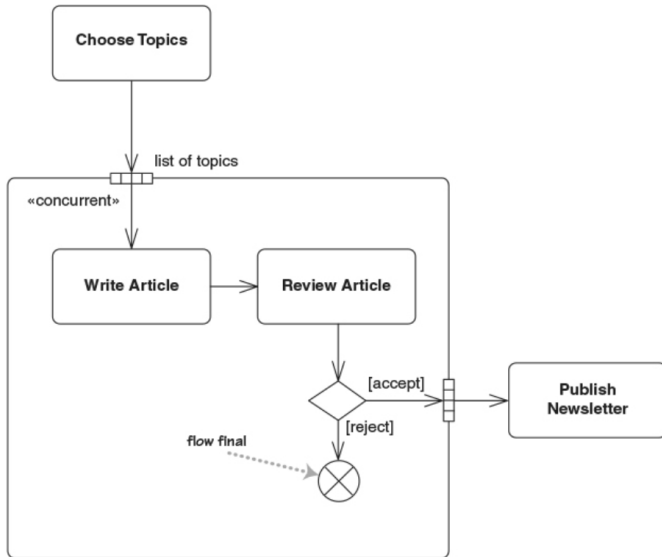 Choose Topics
list of topics
«concurrent»
Write Article
Review Article
[accept]
Publish
Newsletter
[reject]
flow final